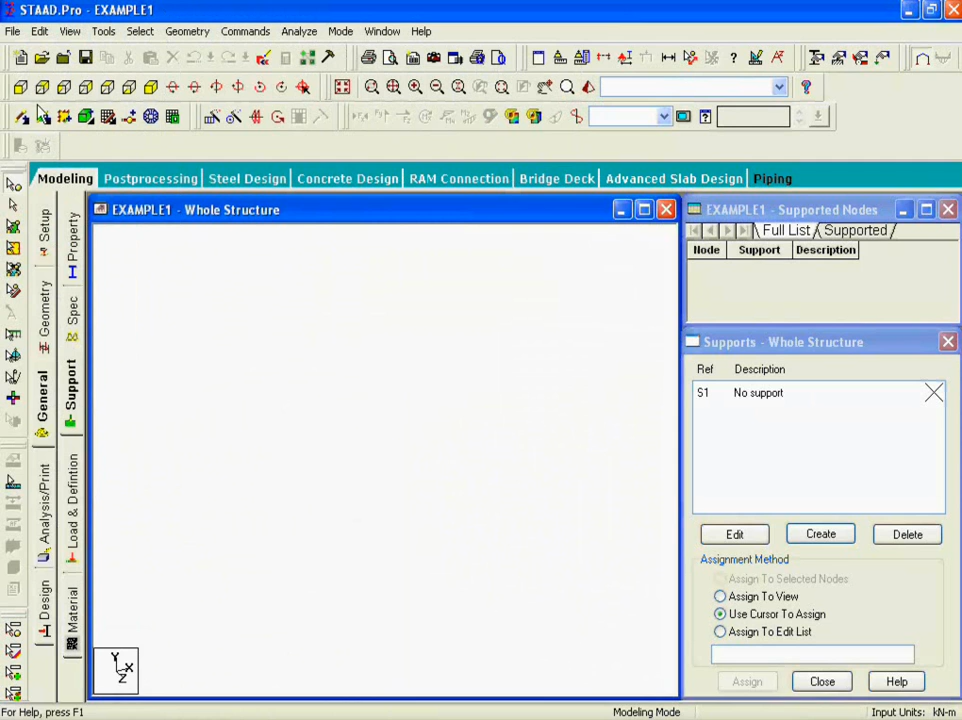 STAAD.Pro - EXAMPLE1
File Edit View Tools Select Geometry Commands Analyze Mode Window Help
Modeling Postprocessing Steel Design Concrete Design RAM Connection Bridge Deck Advanced Slab Design Piping
Setup
Geometry
General
Analysis/Print
Design
Property
Spec
Support
Load & Defintion
Material
EXAMPLE1 - Whole Structure
Y
X
Z
EXAMPLE1 - Supported Nodes
Full List Supported
Node Support Description
Supports - Whole Structure
Ref Description
S1 No support
Edit Create Delete
Assignment Method
Assign To Selected Nodes
Assign To View
Use Cursor To Assign
Assign To Edit List
Assign Close Help
For Help, press F1 Modeling Mode Input Units: kN-m